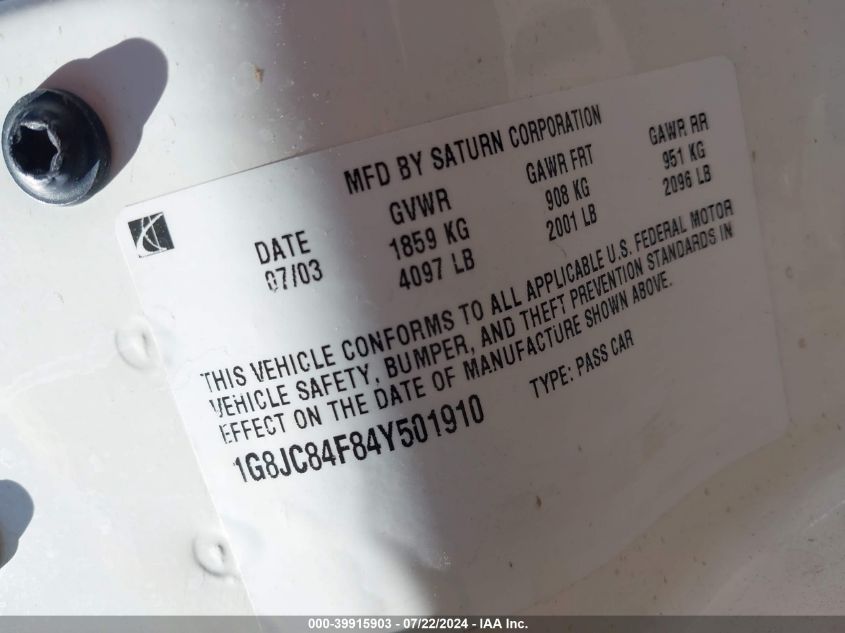 MFD BY SATURN CORPORATION
DATE GVWR GAWR FRT GAWR RR
07/03 1859 KG 908 KG 951 KG
4097 LB 2001 LB 2096 LB
THIS VEHICLE CONFORMS TO ALL APPLICABLE U.S. FEDERAL MOTOR
VEHICLE SAFETY, BUMPER, AND THEFT PREVENTION STANDARDS IN
EFFECT ON THE DATE OF MANUFACTURE SHOWN ABOVE.
1G8JC84F84Y501910 TYPE: PASS CAR
000-39915903 / 07/22/2024 - IAA Inc.